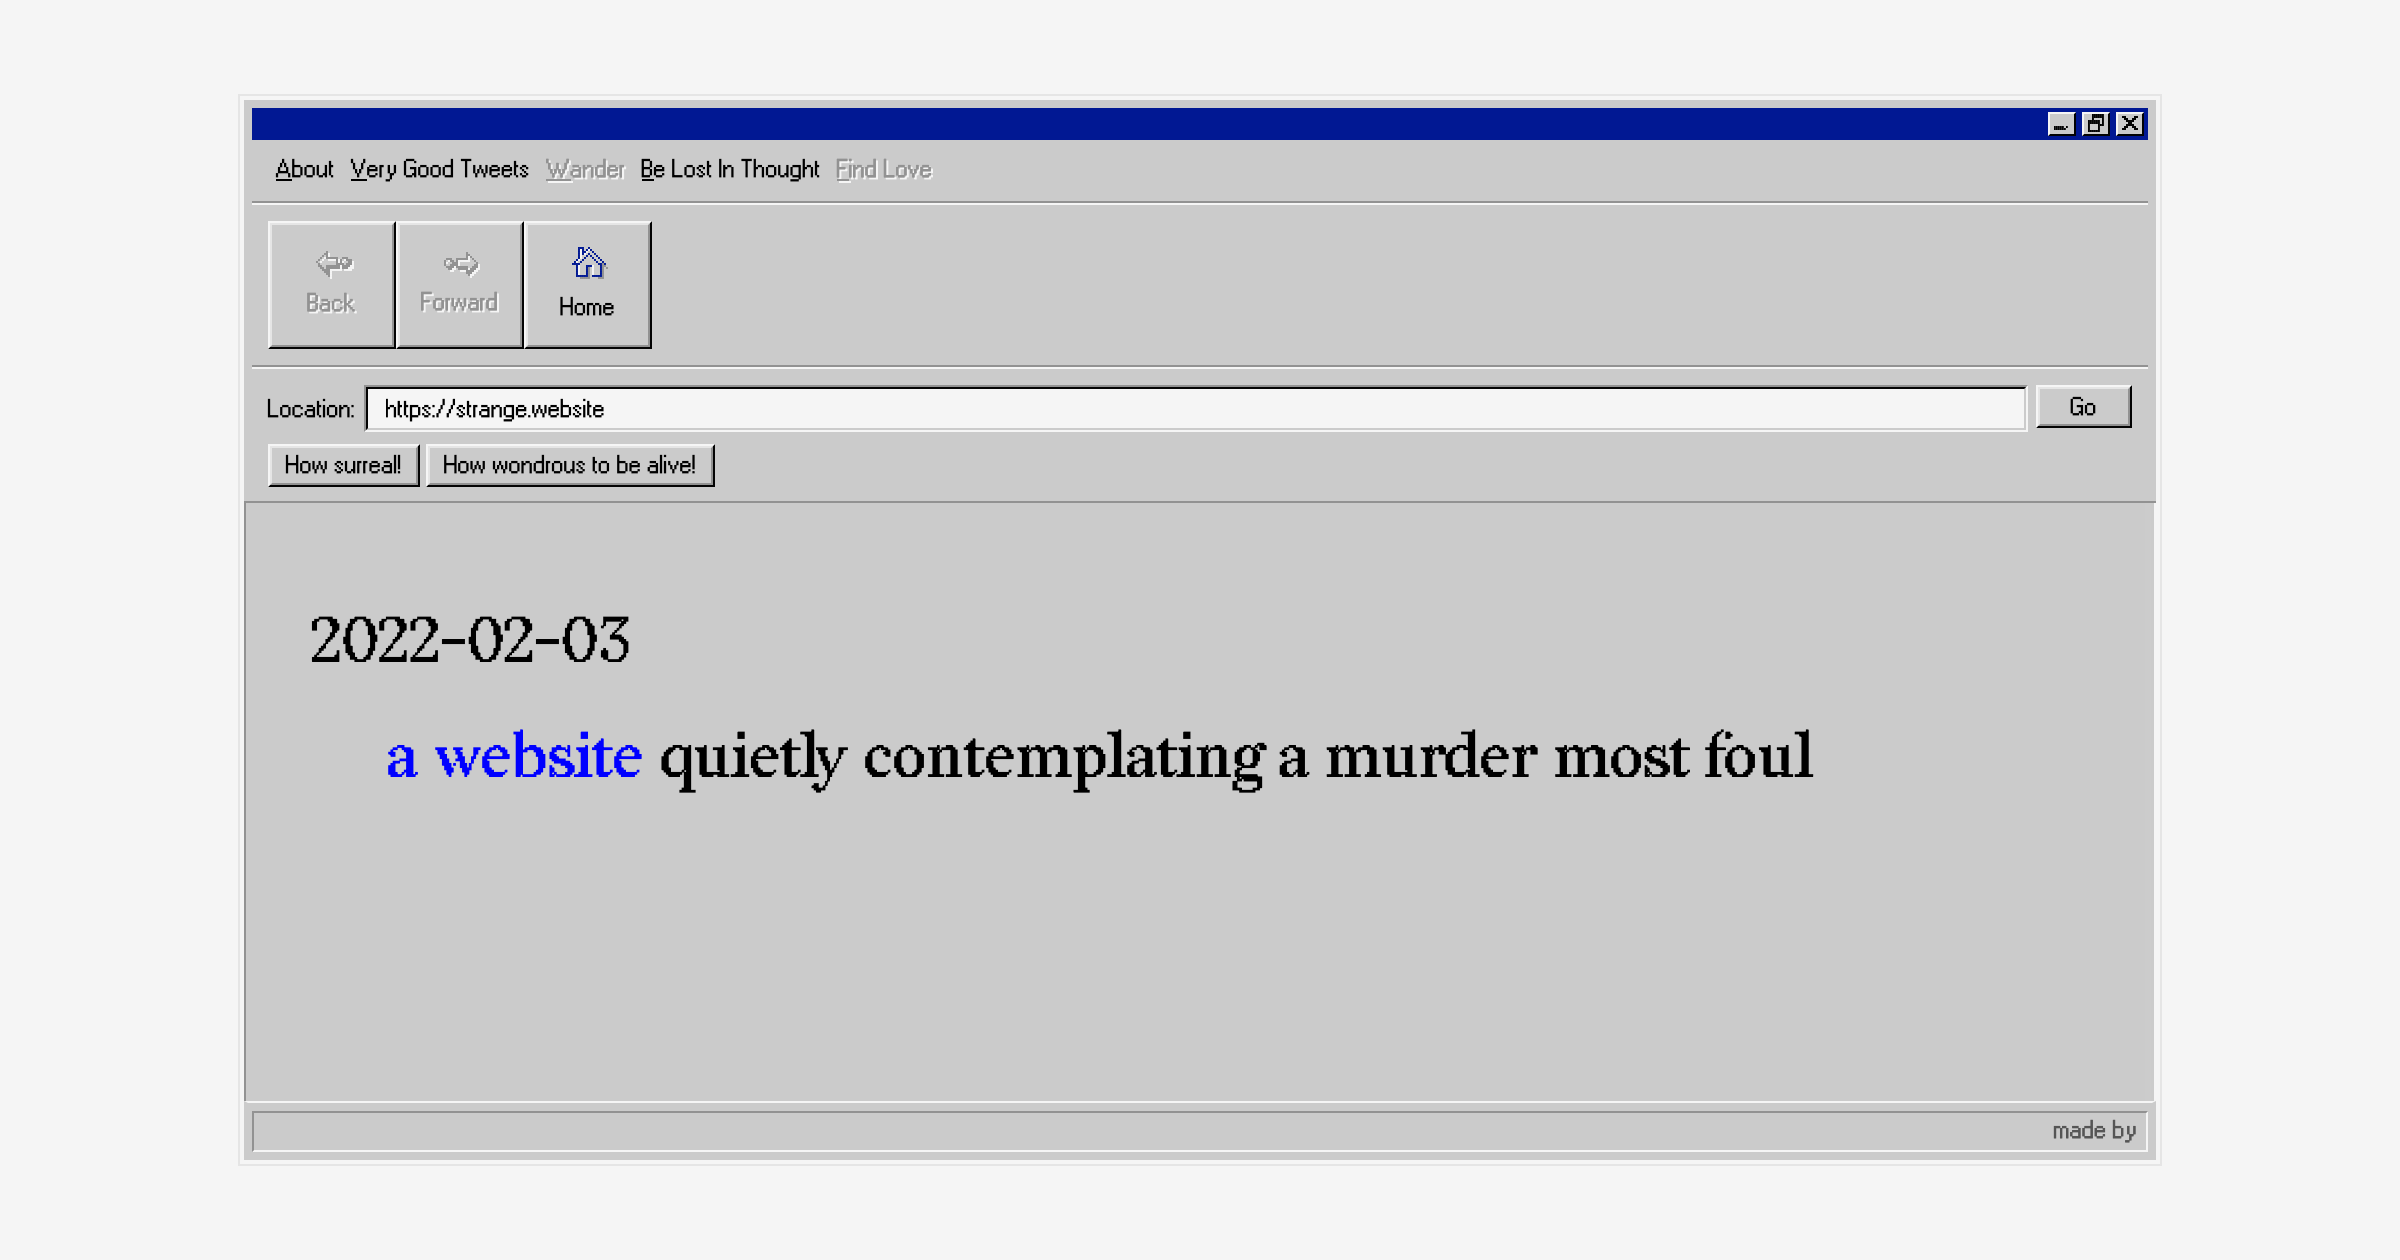 About Very Good Tweets Wander Be Lost In Thought Find Love
Back Forward Home
Location: https://strange.website Go
How surreal! How wondrous to be alive!
2022-02-03
a website quietly contemplating a murder most foul
made by